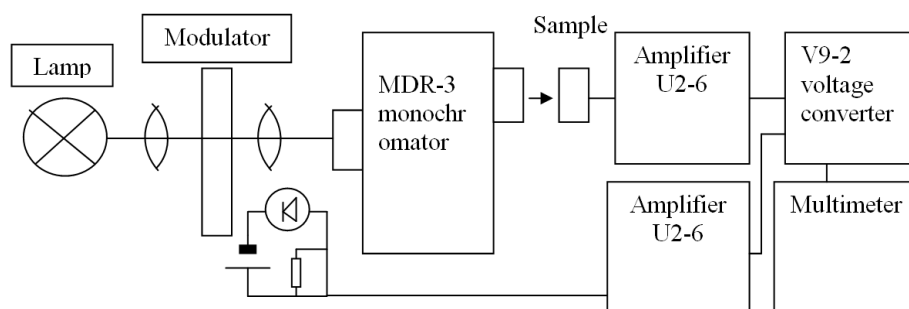 Lamp
Modulator
MDR-3
monochr
omator
Sample
Amplifier
U2-6
V9-2
voltage
converter
Amplifier
U2-6
Multimeter